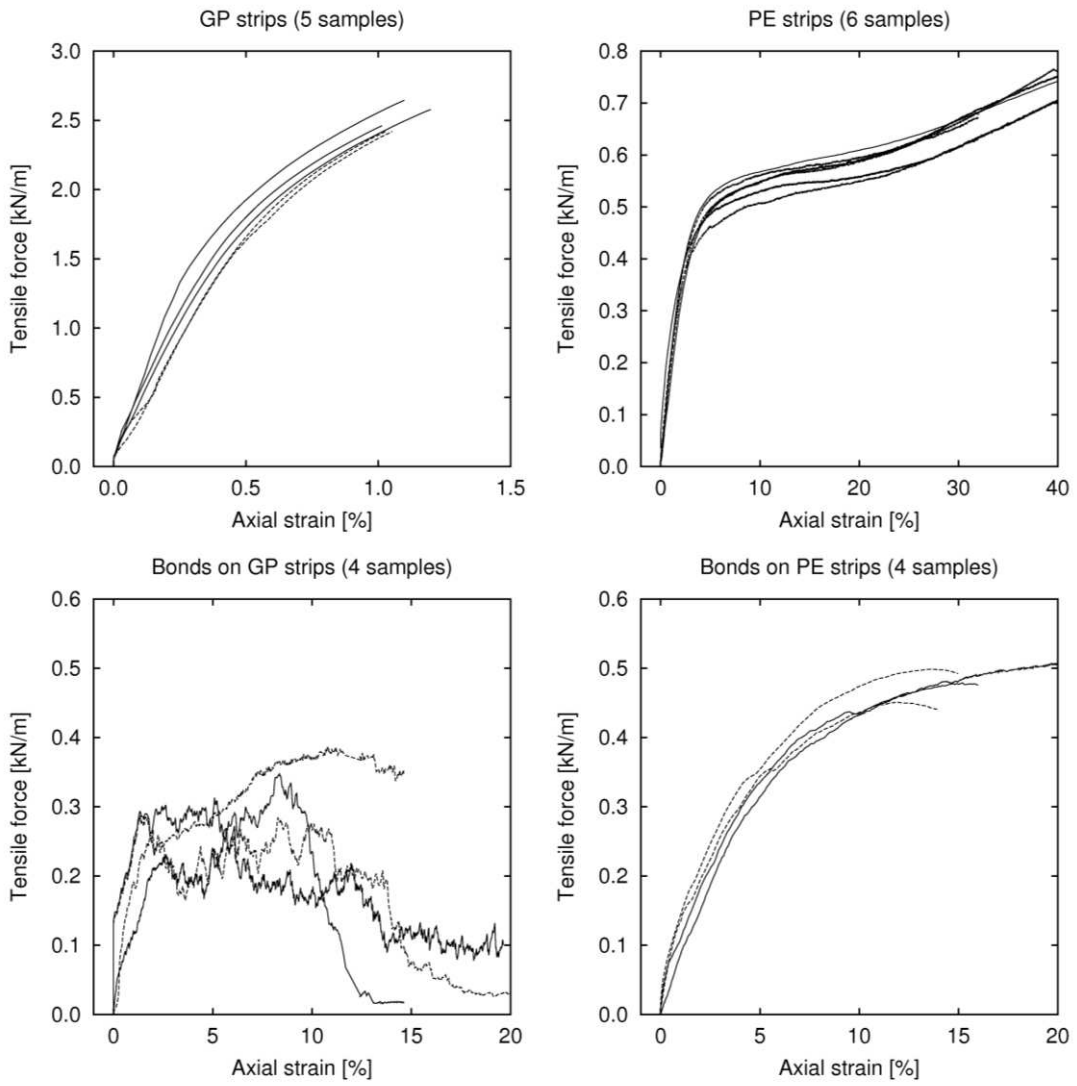 GP strips (5 samples)
3.0
2.5
2.0
1.5
1.0
0.5
0.0
Tensile force [kN/m]
0.0 0.5 1.0 1.5
Axial strain [%]
PE strips (6 samples)
0.8
0.7
0.6
0.5
0.4
0.3
0.2
0.1
0.0
Tensile force [kN/m]
0 10 20 30 40
Axial strain [%]
Bonds on GP strips (4 samples)
0.6
0.5
0.4
0.3
0.2
0.1
0.0
Tensile force [kN/m]
0 5 10 15 20
Axial strain [%]
Bonds on PE strips (4 samples)
0.6
0.5
0.4
0.3
0.2
0.1
0.0
Tensile force [kN/m]
0 5 10 15 20
Axial strain [%]